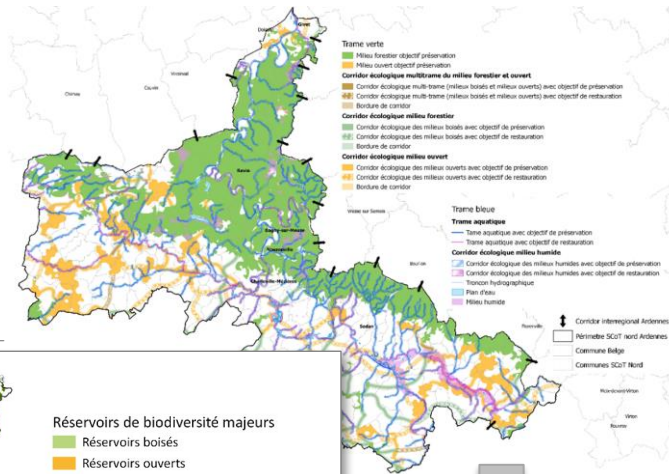 Givet
Couvin
Chimay
Trame verte
Milieu forestier objectif préservation
Milieu ouvert objectif préservation
Corridor écologique multitrame du milieu forestier et ouvert
Corridor écologique multi-trame (milieux boisés et milieux ouverts) avec objectif de préservation
Corridor écologique multi-trame (milieux boisés et milieux ouverts) avec objectif de restauration
Bordure de corridor
Corridor écologique milieu forestier
Corridor écologique des milieux boisés avec objectif de préservation
Corridor écologique des milieux boisés avec objectif de restauration
Bordure de corridor
Corridor écologique milieu ouvert
Corridor écologique des milieux ouverts avec objectif de préservation
Corridor écologique des milieux ouverts avec objectif de restauration
Bordure de corridor
Sedan
Bouillon
Trame bleue
Trame aquatique
Tame aquatique avec objectif de préservation
Trame aquatique avec objectif de restauration
Corridor écologique milieu humide
Corridor écologique des milieux humides avec objectif de préservation
Corridor écologique des milieux humides avec objectif de restauration
Troncon hydrographique
Plan d'eau
Milieu humide
Corridor interregional Ardennes
Périmètre SCoT nord Ardennes
Commune Belge
Communes SCoT Nord
Virton
Réservoirs de biodiversité majeurs
Réservoirs boisés
Réservoirs ouverts